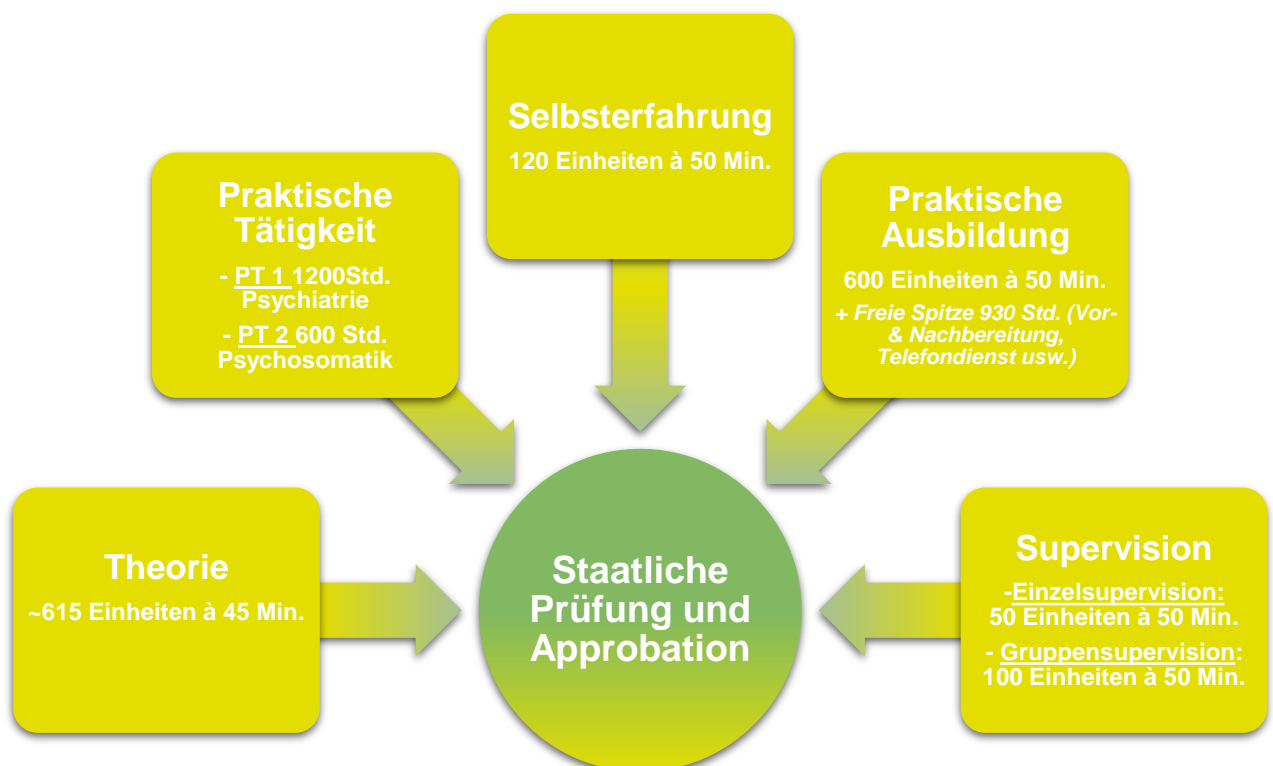 Theorie
~615 Einheiten à 45 Min.
Praktische
Tätigkeit
- PT 1 1200Std.
Psychiatrie
- PT 2 600 Std.
Psychosomatik
Selbsterfahrung
120 Einheiten à 50 Min.
Praktische
Ausbildung
600 Einheiten à 50 Min.
+ Freie Spitze 930 Std. (Vor-
& Nachbereitung,
Telefondienst usw.)
Supervision
-Einzelsupervision:
50 Einheiten à 50 Min.
- Gruppensupervision:
100 Einheiten à 50 Min.
Staatliche
Prüfung und
Approbation